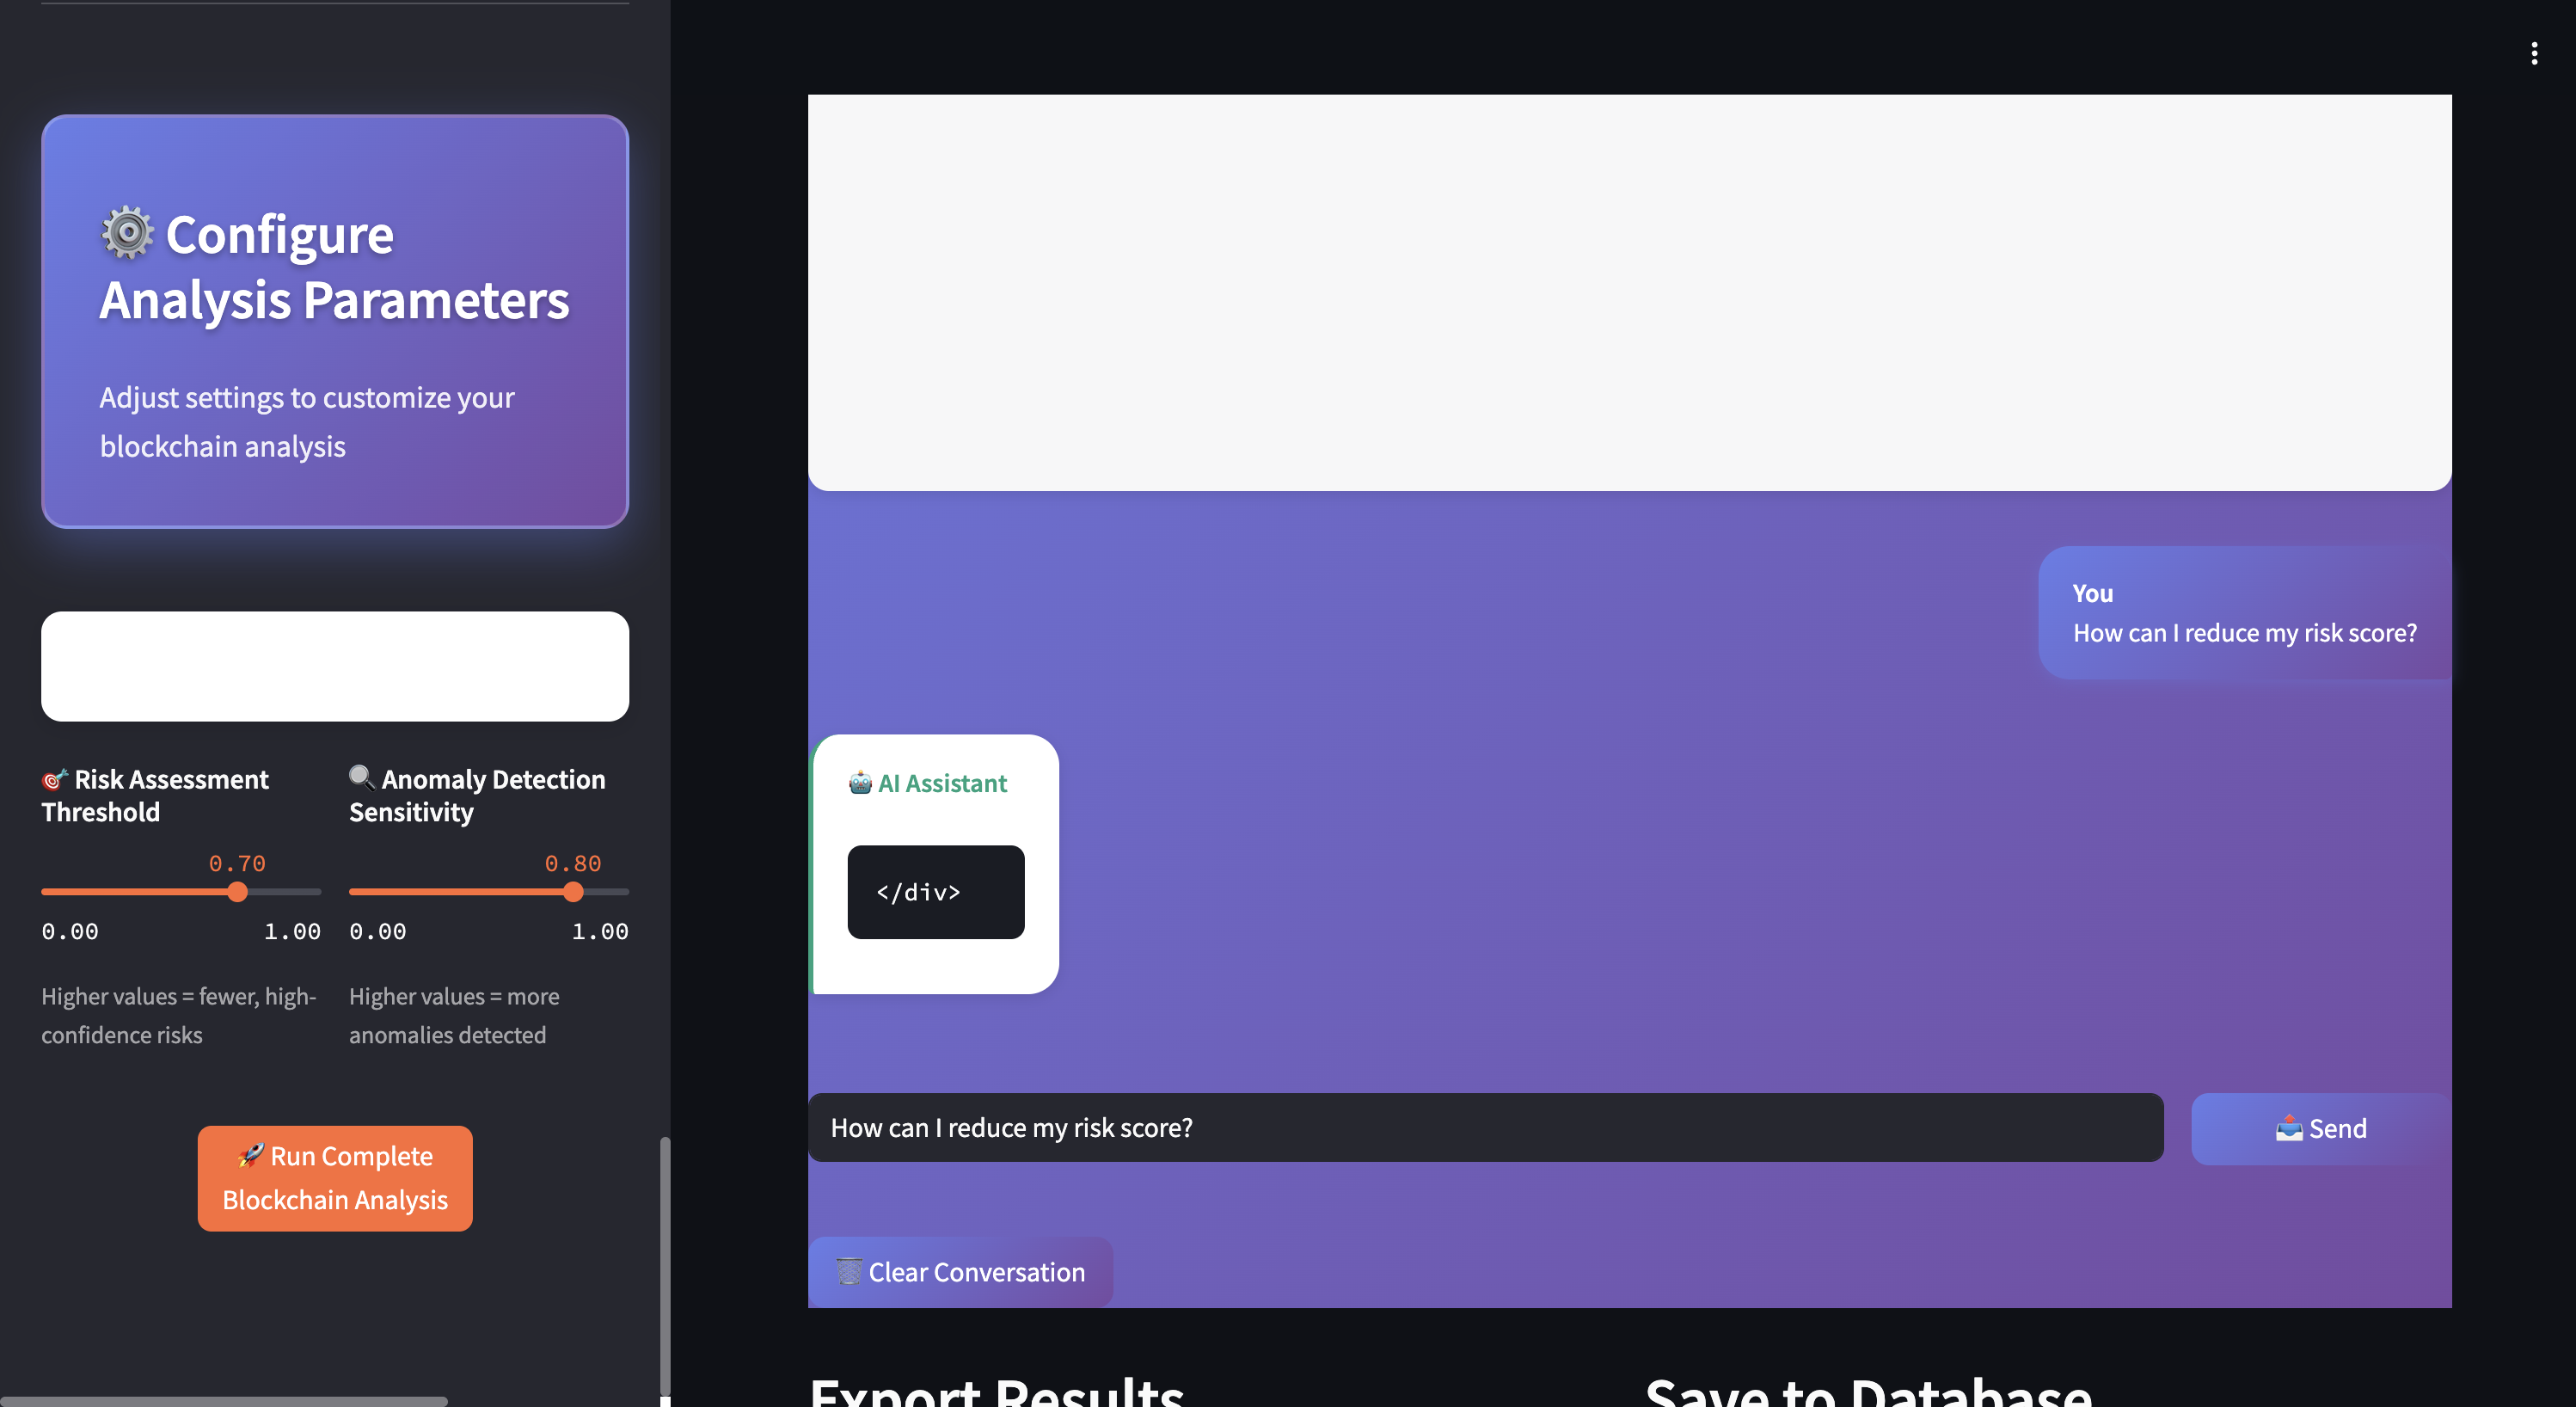 ⚙️ Configure
Analysis Parameters
Adjust settings to customize your
blockchain analysis
🎯 Risk Assessment
Threshold
0.70
0.00 1.00
Higher values = fewer, high-
confidence risks
🔍 Anomaly Detection
Sensitivity
0.80
0.00 1.00
Higher values = more
anomalies detected
🚀 Run Complete
Blockchain Analysis
You
How can I reduce my risk score?
🤖 AI Assistant
</div>
How can I reduce my risk score?
📤 Send
🗑️ Clear Conversation
Export Results
Save to Database